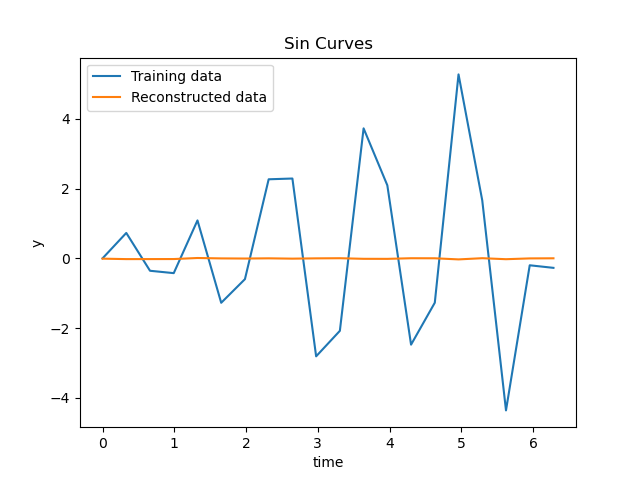 Sin Curves
Training data
Reconstructed data
y
4
2
0
−2
−4
0 1 2 3 4 5 6
time